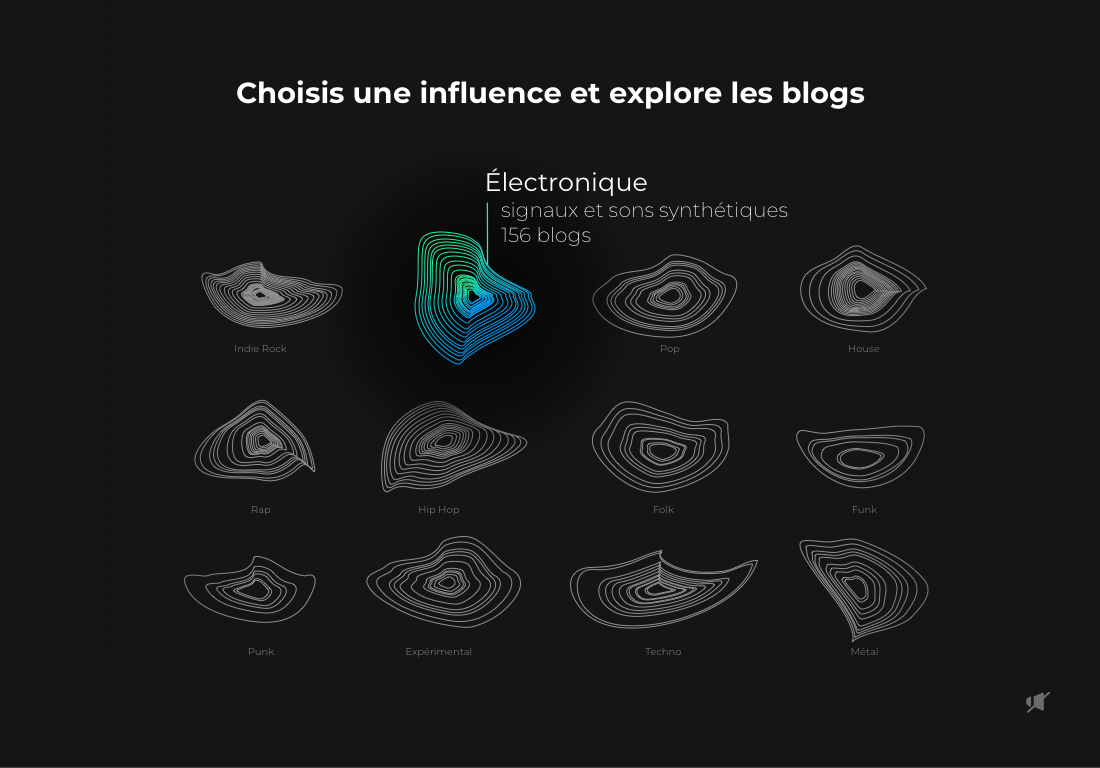 Choisis une influence et explore les blogs
Électronique
signaux et sons synthétiques
156 blogs
Indie Rock
Pop
House
Rap
Hip Hop
Folk
Funk
Punk
Expérimental
Techno
Métal